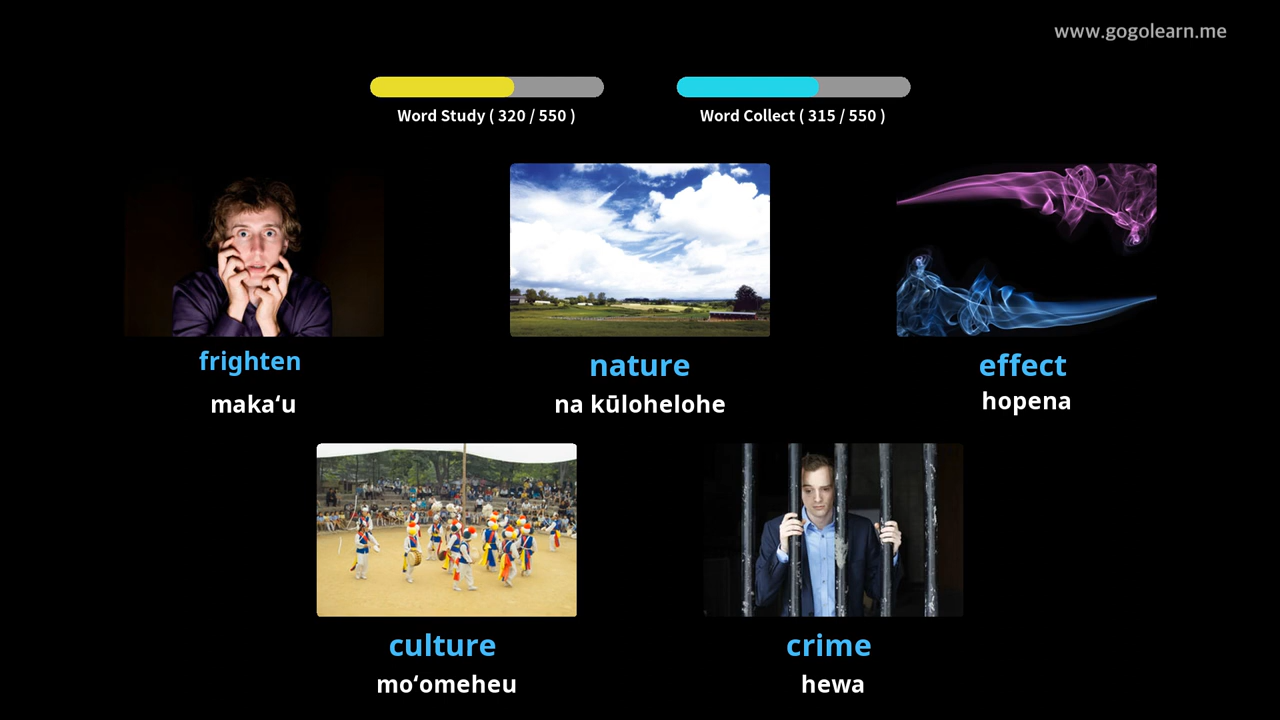 www.gogolearn.me
Word Study ( 320 / 550 )
Word Collect ( 315 / 550 )
frighten
makaʻu
nature
na kūlohelohe
effect
hopena
culture
moʻomeheu
crime
hewa